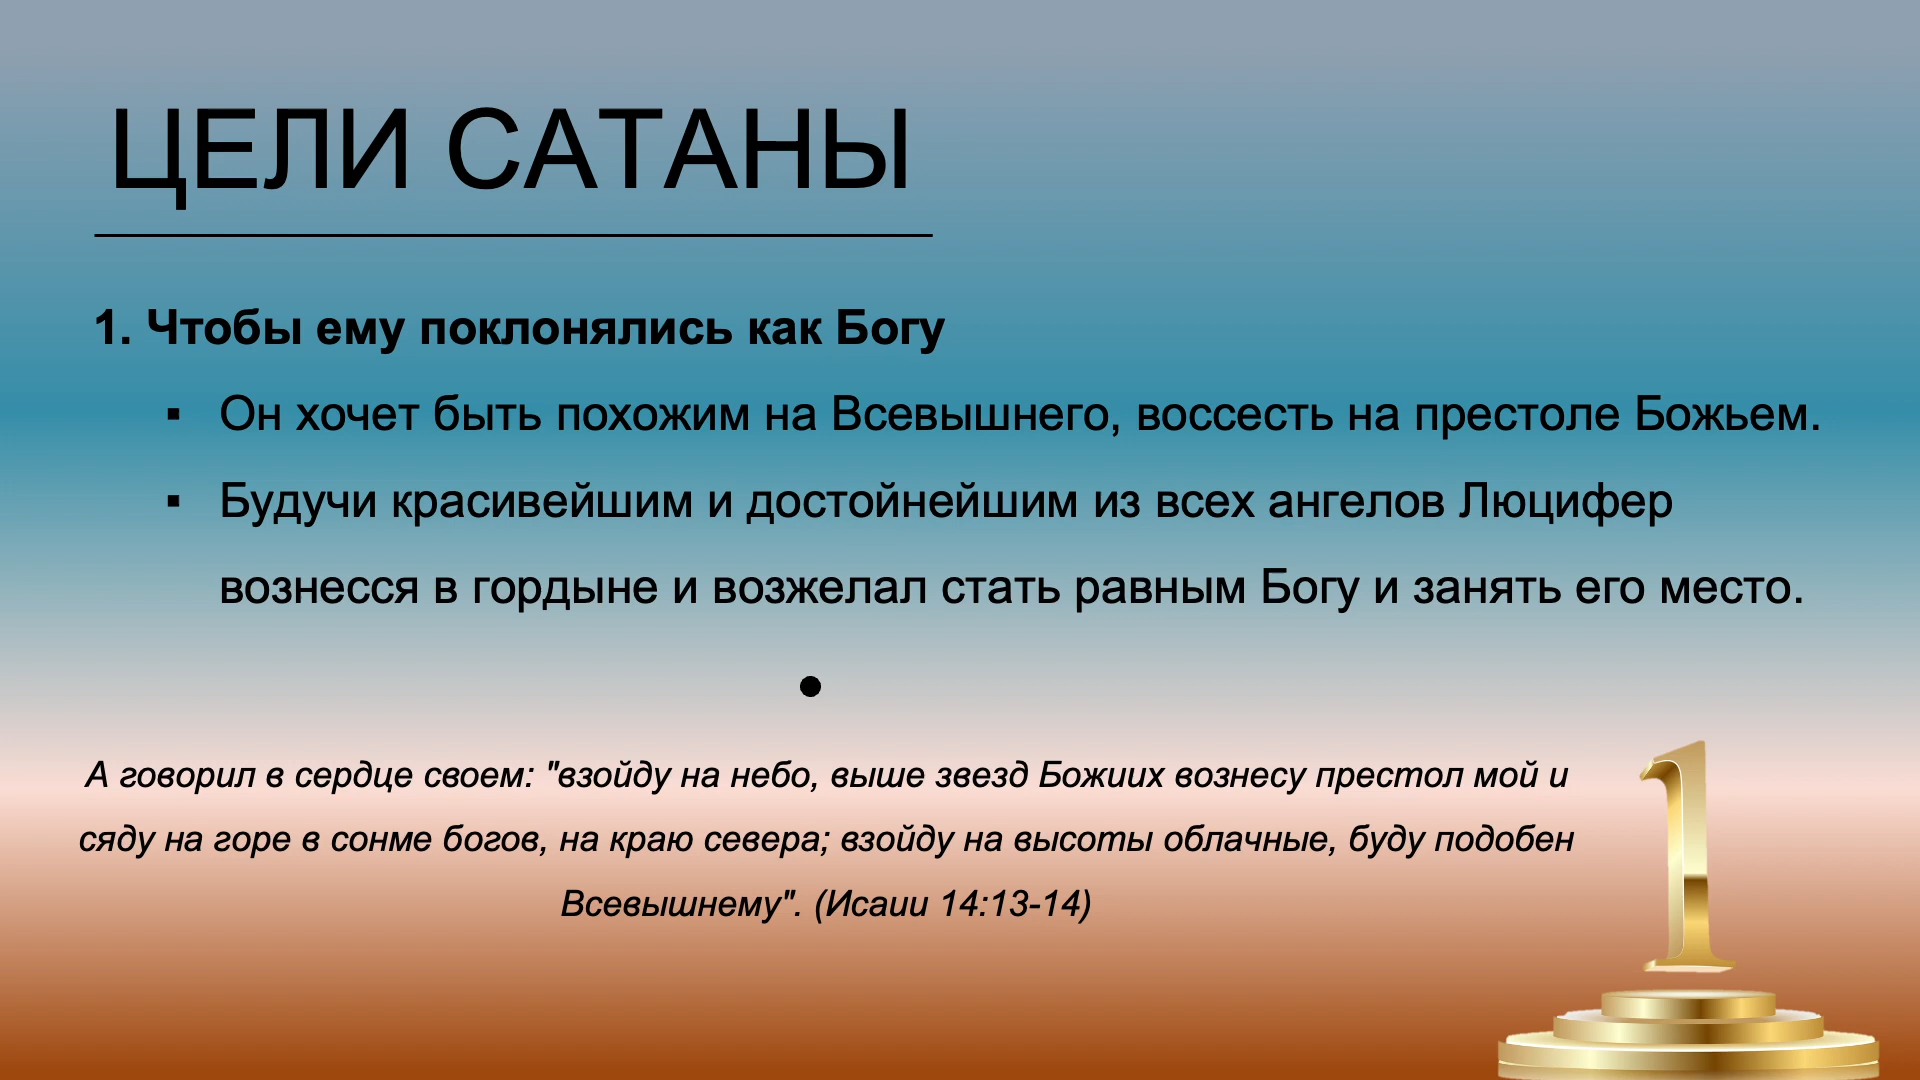 ЦЕЛИ САТАНЫ
1. Чтобы ему поклонялись как Богу
▪ Он хочет быть похожим на Всевышнего, воссесть на престоле Божьем.
▪ Будучи красивейшим и достойнейшим из всех ангелов Люцифер
вознесся в гордыне и возжелал стать равным Богу и занять его место.
•
А говорил в сердце своем: "взойду на небо, выше звезд Божиих вознесу престол мой и
сяду на горе в сонме богов, на краю севера; взойду на высоты облачные, буду подобен
Всевышнему". (Исаии 14:13-14)
1